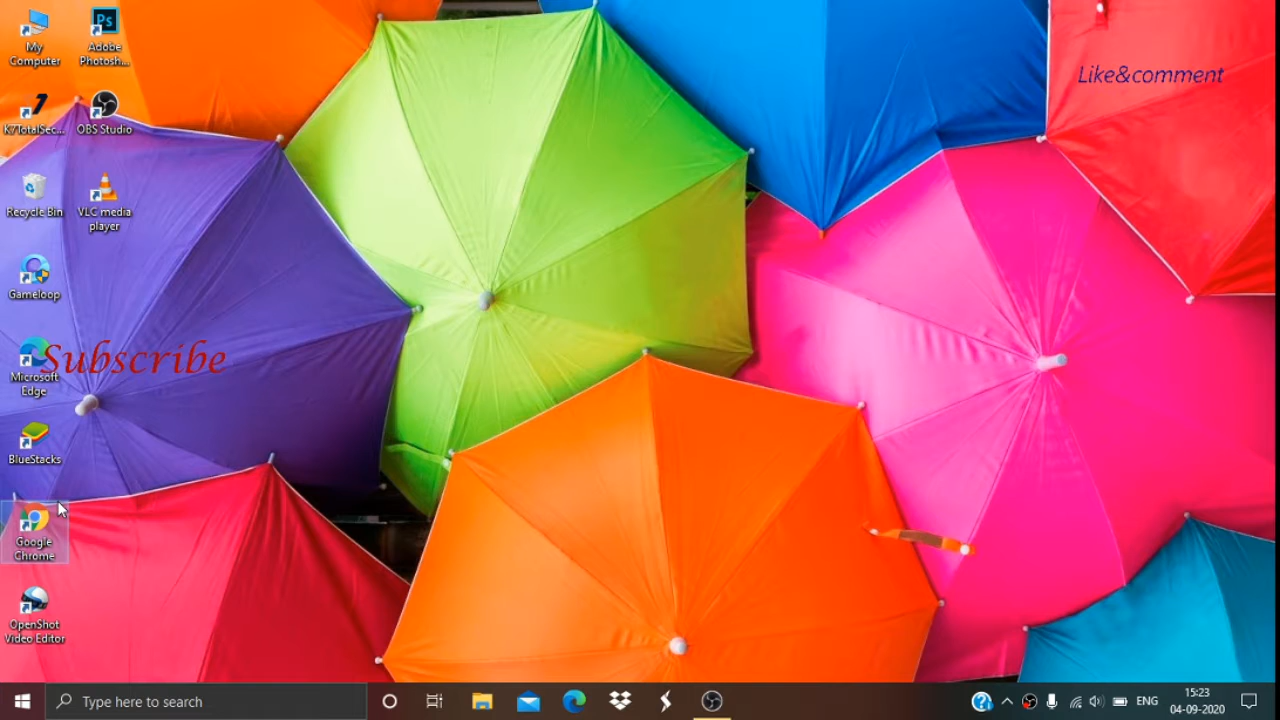 My
Computer
Adobe
Photosh...
Like&comment
K7TotalSec...
OBS Studio
Recycle Bin
VLC media
player
Gameloop
Subscribe
Microsoft
Edge
BlueStacks
Google
Chrome
OpenShot
Video Editor
Type here to search
ENG
15:23
04-09-2020